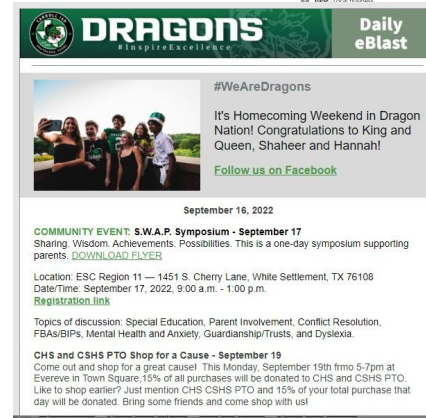 DRAGONS
#InspireExcellence
Daily
eBlast
#WeAreDragons
It's Homecoming Weekend in Dragon
Nation! Congratulations to King and
Queen, Shaheer and Hannah!
Follow us on Facebook
September 16, 2022
COMMUNITY EVENT: S.W.A.P. Symposium - September 17
Sharing. Wisdom. Achievements. Possibilities. This is a one-day symposium supporting
parents. DOWNLOAD FLYER
Location: ESC Region 11 — 1451 S. Cherry Lane, White Settlement, TX 76108
Date/Time: September 17, 2022, 9:00 a.m. - 1:00 p.m.
Registration link
Topics of discussion: Special Education, Parent Involvement, Conflict Resolution,
FBAs/BIPs, Mental Health and Anxiety, Guardianship/Trusts, and Dyslexia.
CHS and CSHS PTO Shop for a Cause - September 19
Come out and shop for a great cause! This Monday, September 19th frmo 5-7pm at
Evereve in Town Square,15% of all purchases will be donated to CHS and CSHS PTO.
Like to shop earlier? Just mention CHS CSHS PTO and 15% of your total purchase that
day will be donated. Bring some friends and come shop with us!